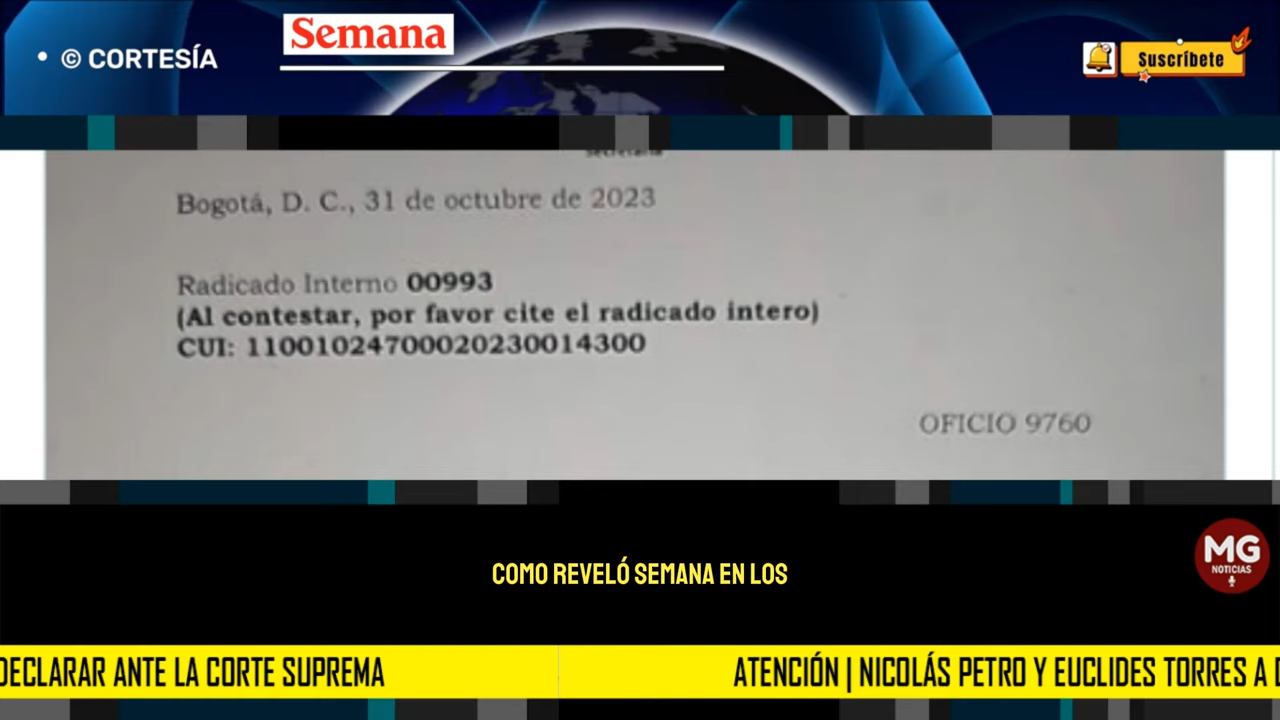 © CORTESÍA
Semana
Suscríbete
Secretaría
Bogotá, D. C., 31 de octubre de 2023
Radicado Interno 00993
(Al contestar, por favor cite el radicado intero)
CUI: 11001024700020230014300
OFICIO 9760
COMO REVELÓ SEMANA EN LOS
MG
NOTICIAS
DECLARAR ANTE LA CORTE SUPREMA
ATENCIÓN | NICOLÁS PETRO Y EUCLIDES TORRES A